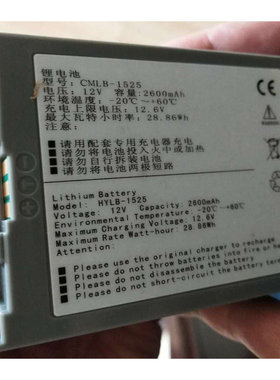 锂电池
型号: CMLB-1525
电压: 12V 容量: 2600mAh
环境温度: -20℃~+60℃
充电上限电压: 12.6V
最大瓦特小时率: 28.86Wh
注意:
■请用配套专用充电器充电
■请勿将电池投入火中或加热
■请勿自行拆装电池
■请勿将电池两极短路
Lithium Battery
Model: HYLB-1525
Voltage: 12V Capacity: 2600mAh
Environmental Temperature: -20℃~+60℃
Maximum Charging Voltage: 12.6V
Maximum Rate Watt-hour: 28.86Wh
Attention:
■Please use the original charger to recharge
■Please do not put the battery into fire or heat
■Please do not disassemble the battery
■Please don't short circuit the battery